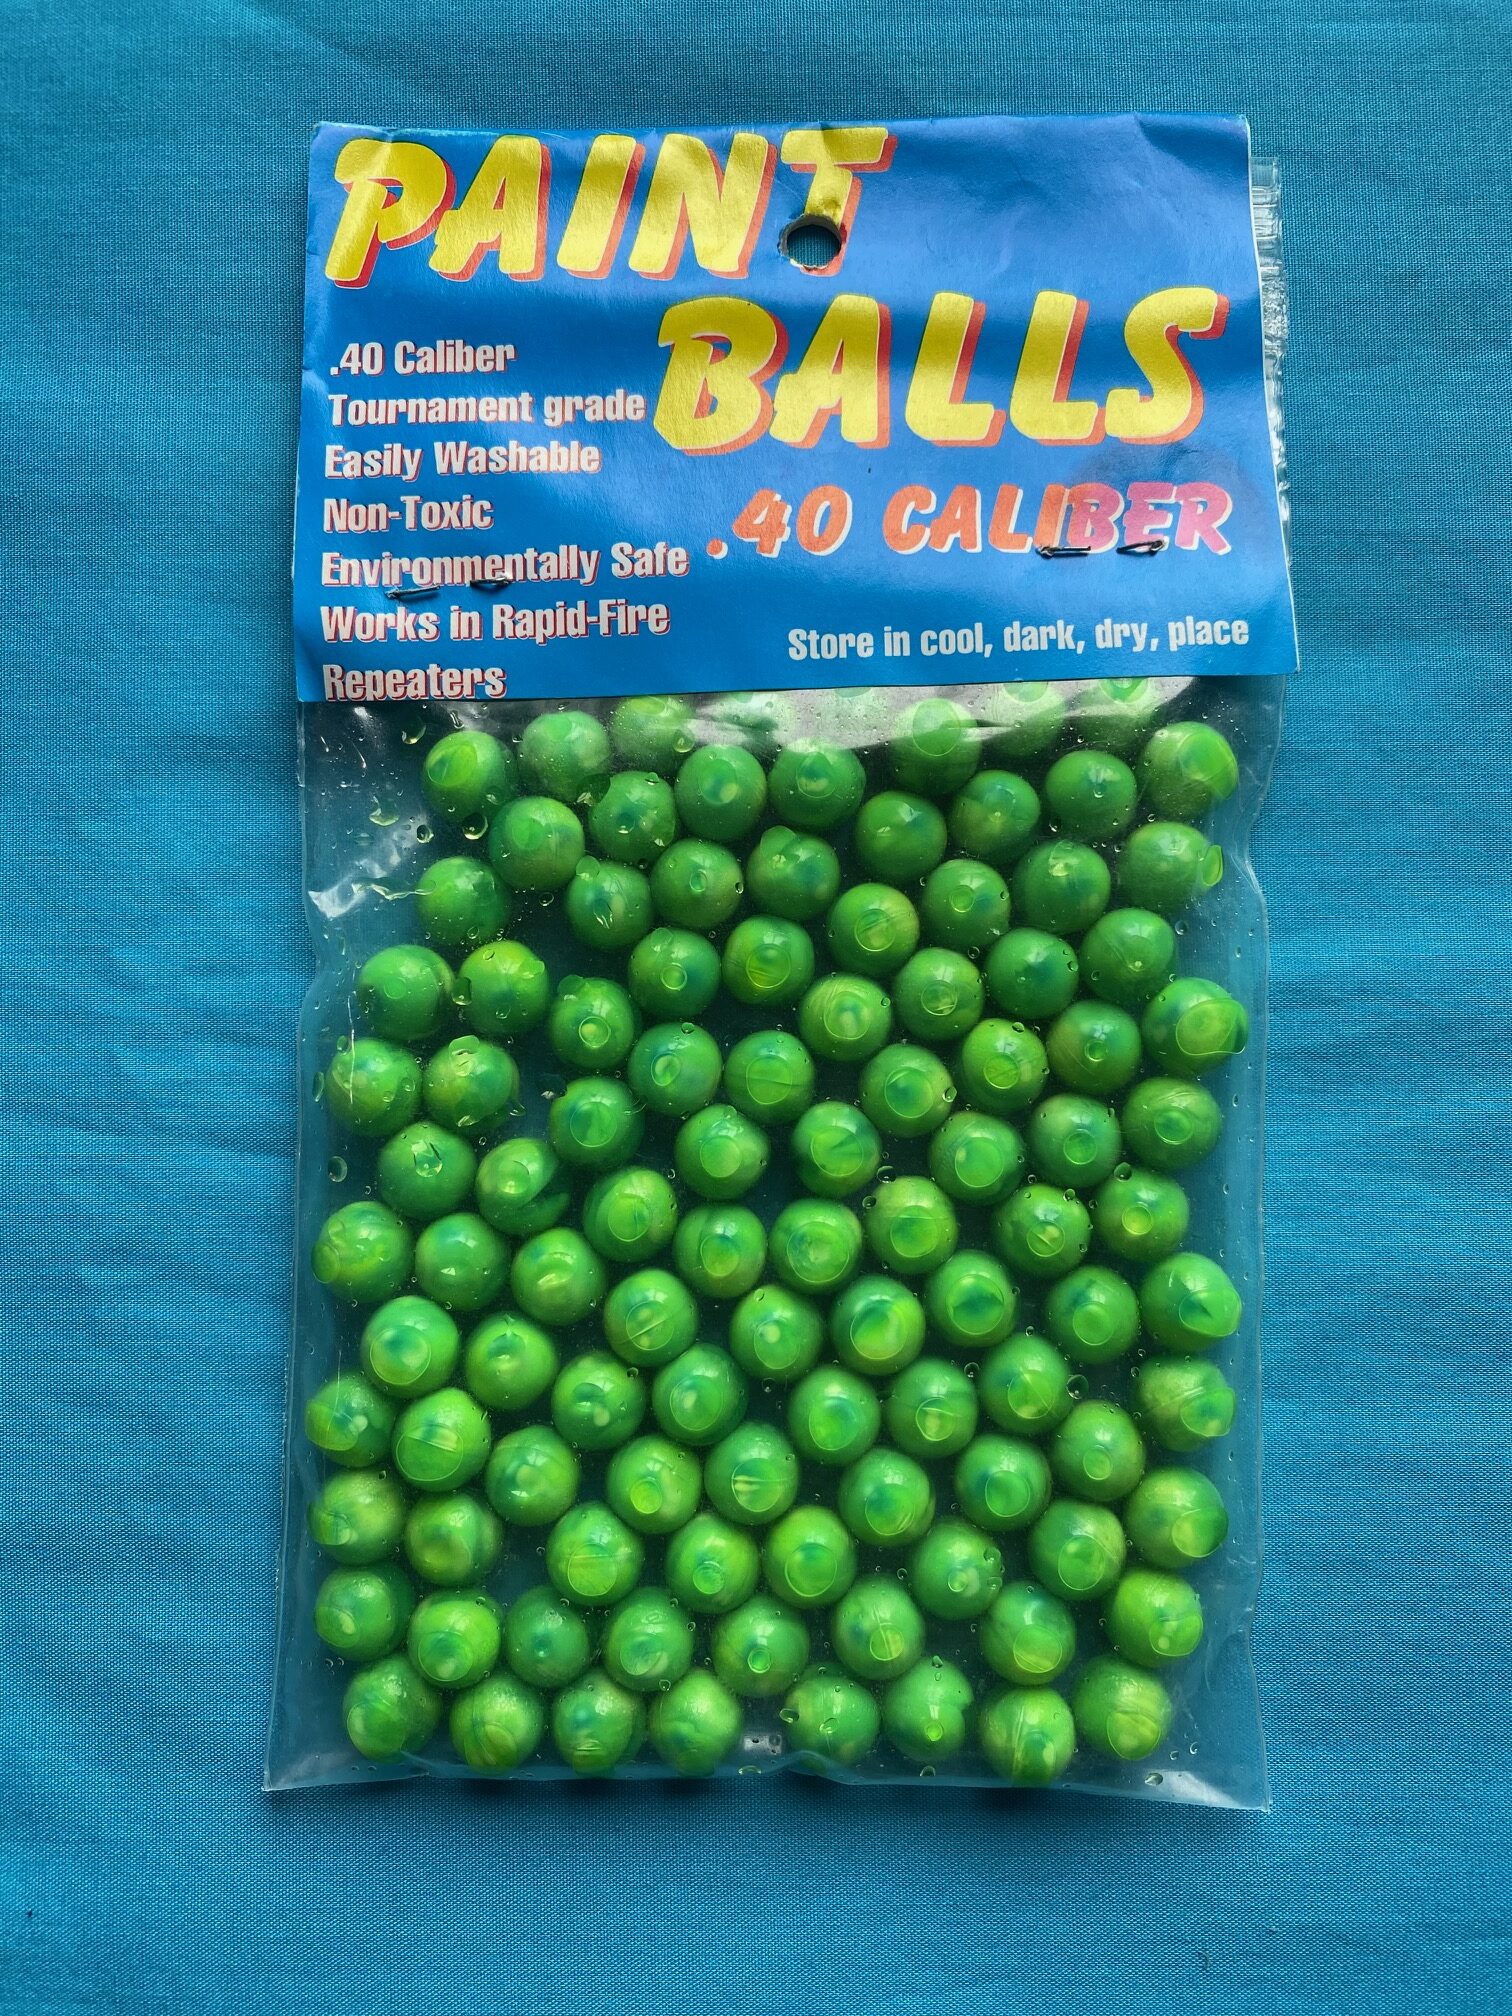 PAINT
BALLS
.40 Caliber
Tournament grade
Easily Washable
Non-Toxic
Environmentally Safe
Works in Rapid-Fire
Repeaters
.40 CALIBER
Store in cool, dark, dry, place